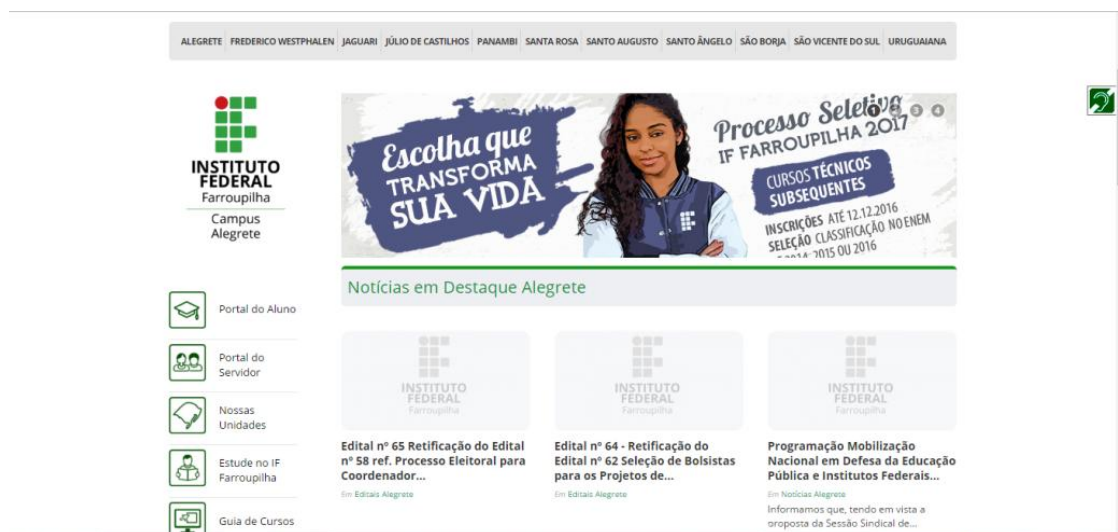 ALEGRETE FREDERICO WESTPHALEN JAGUARI JÚLIO DE CASTILHOS PANAMBI SANTA ROSA SANTO AUGUSTO SANTO ÂNGELO SÃO BORJA SÃO VICENTE DO SUL URUGUAIANA
INSTITUTO
FEDERAL
Farroupilha
Campus
Alegrete
Escolha que
TRANSFORMA
SUA VIDA
Processo Seletivo
IF FARROUPILHA 2017
CURSOS TÉCNICOS
SUBSEQUENTES
INSCRIÇÕES ATÉ 12.12.2016
SELEÇÃO CLASSIFICAÇÃO NO ENEM
2014, 2015 OU 2016
1 2 3 4
Notícias em Destaque Alegrete
Portal do Aluno
Portal do
Servidor
Nossas
Unidades
Estude no IF
Farroupilha
Guia de Cursos
INSTITUTO
FEDERAL
Farroupilha
Edital nº 65 Retificação do Edital
nº 58 ref. Processo Eleitoral para
Coordenador...
Em Editais Alegrete
INSTITUTO
FEDERAL
Farroupilha
Edital nº 64 - Retificação do
Edital nº 62 Seleção de Bolsistas
para os Projetos de...
Em Editais Alegrete
INSTITUTO
FEDERAL
Farroupilha
Programação Mobilização
Nacional em Defesa da Educação
Pública e Institutos Federais...
Em Notícias Alegrete
Informamos que, tendo em vista a
proposta da Sessão Sindical de...